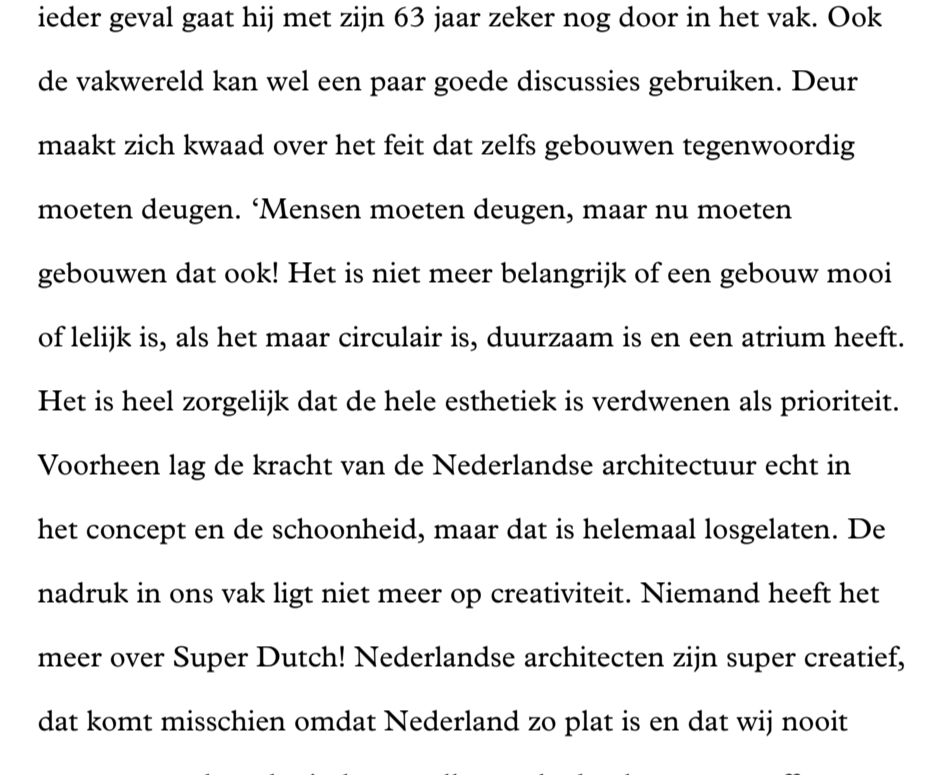 ieder geval gaat hij met zijn 63 jaar zeker nog door in het vak. Ook
de vakwereld kan wel een paar goede discussies gebruiken. Deur
maakt zich kwaad over het feit dat zelfs gebouwen tegenwoordig
moeten deugen. ‘Mensen moeten deugen, maar nu moeten
gebouwen dat ook! Het is niet meer belangrijk of een gebouw mooi
of lelijk is, als het maar circulair is, duurzaam is en een atrium heeft.
Het is heel zorgelijk dat de hele esthetiek is verdwenen als prioriteit.
Voorheen lag de kracht van de Nederlandse architectuur echt in
het concept en de schoonheid, maar dat is helemaal losgelaten. De
nadruk in ons vak ligt niet meer op creativiteit. Niemand heeft het
meer over Super Dutch! Nederlandse architecten zijn super creatief,
dat komt misschien omdat Nederland zo plat is en dat wij nooit